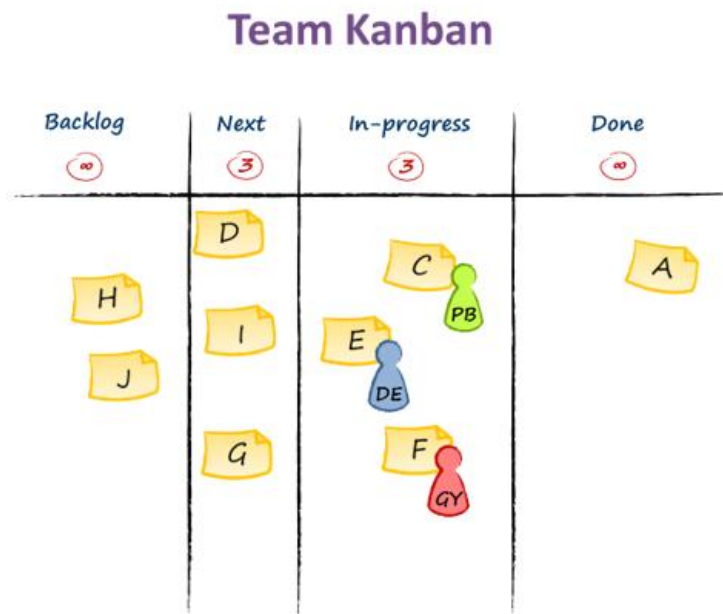 Team Kanban
Backlog Next In-progress Done
∞ 3 3 ∞
D
C
A
H
PB
I
E
J
DE
G
F
GY